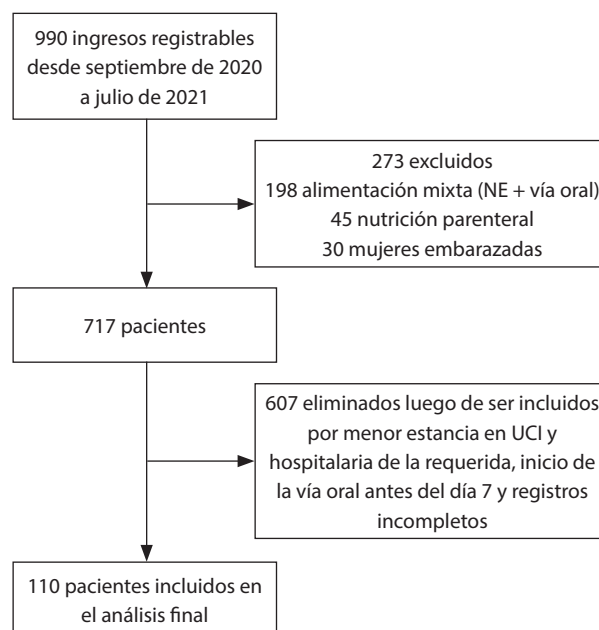 990 ingresos registrables
desde septiembre de 2020
a julio de 2021
273 excluidos
198 alimentación mixta (NE + vía oral)
45 nutrición parenteral
30 mujeres embarazadas
717 pacientes
607 eliminados luego de ser incluidos
por menor estancia en UCI y
hospitalaria de la requerida, inicio de
la vía oral antes del día 7 y registros
incompletos
110 pacientes incluidos en
el análisis final